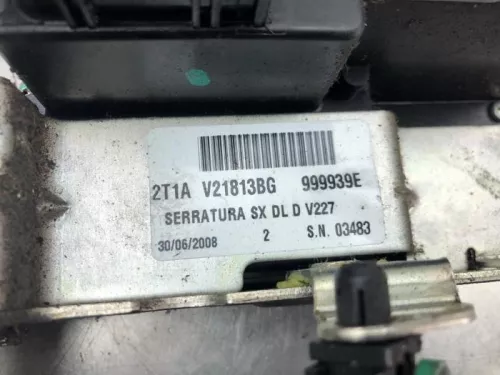 2T1A V21813BG 999939E
SERRATURA SX DL D V227
30/06/2008 2 S.N. 03483